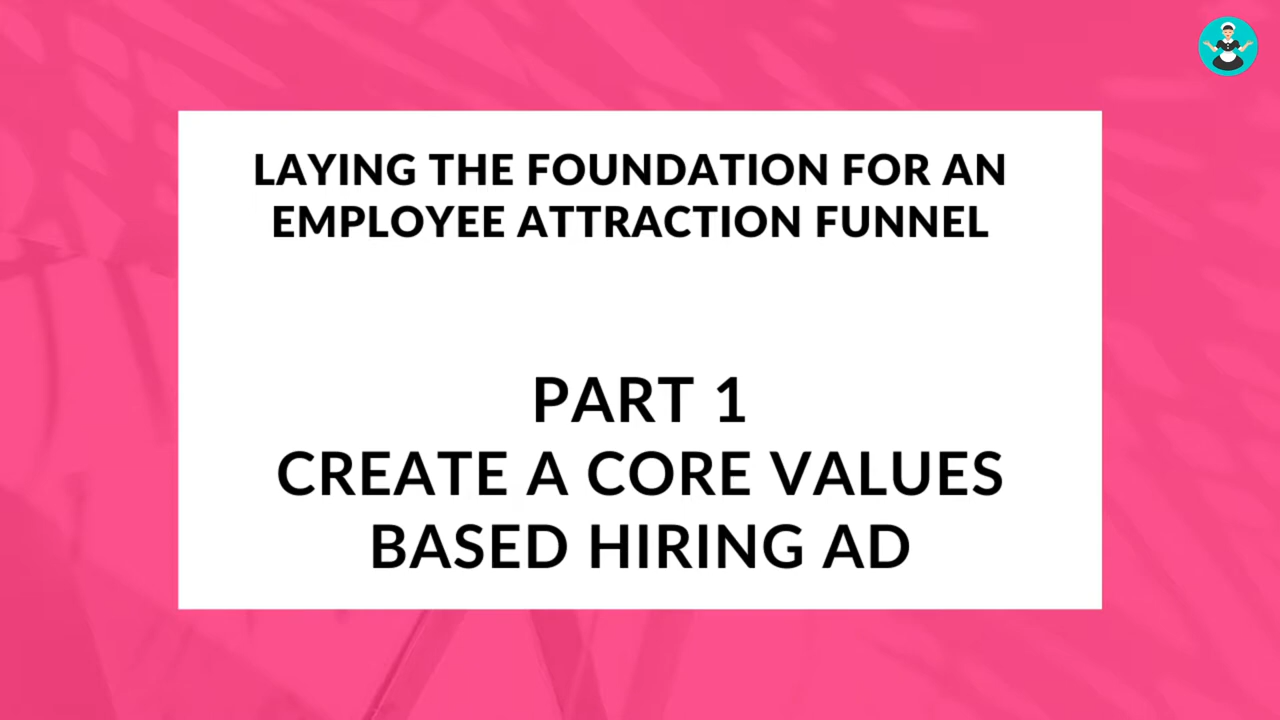 LAYING THE FOUNDATION FOR AN
EMPLOYEE ATTRACTION FUNNEL
PART 1
CREATE A CORE VALUES
BASED HIRING AD